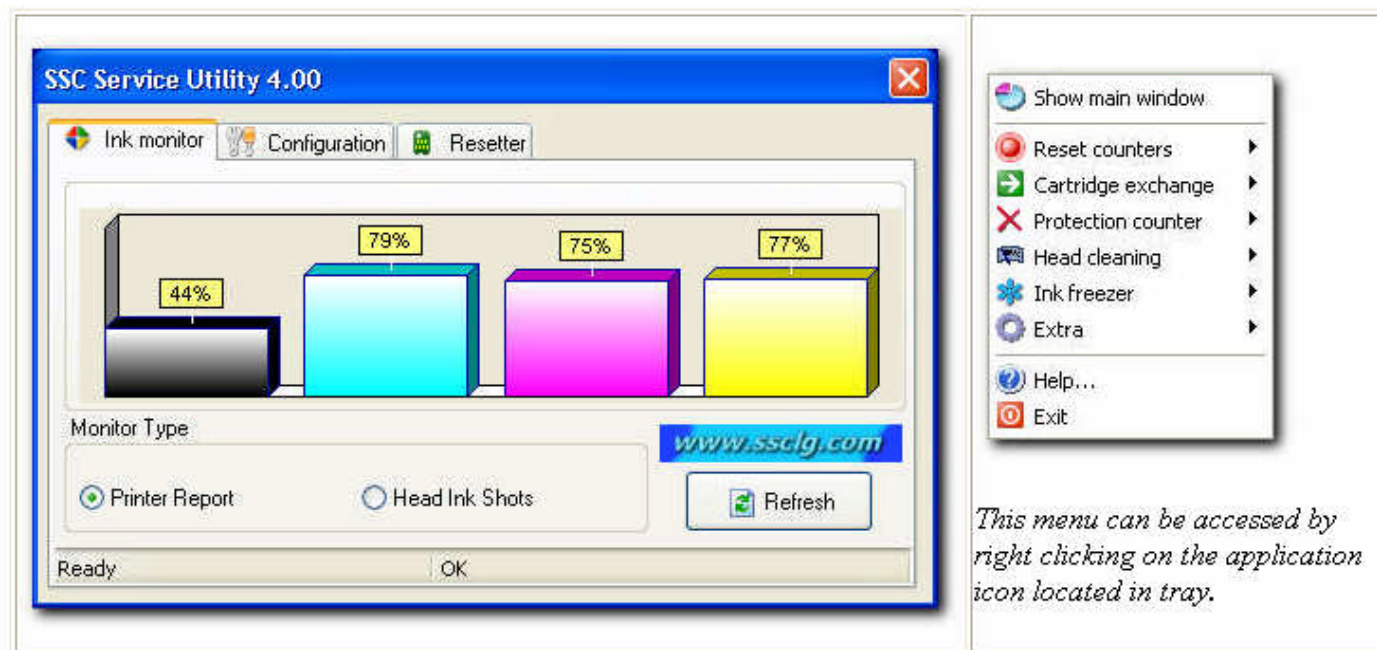 SSC Service Utility 4.00
Ink monitor
Configuration
Resetter
44%
79%
75%
77%
Monitor Type
www.ssclg.com
Printer Report
Head Ink Shots
Refresh
Ready
OK
Show main window
Reset counters
Cartridge exchange
Protection counter
Head cleaning
Ink freezer
Extra
Help...
Exit
This menu can be accessed by
right clicking on the application
icon located in tray.